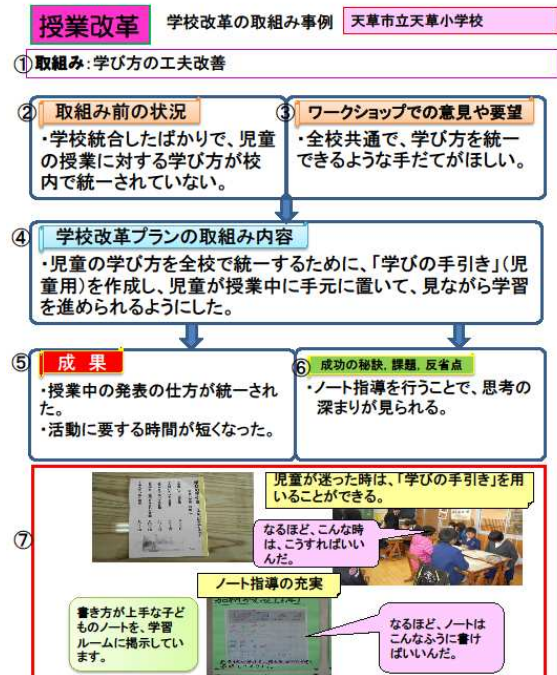 授業改革
学校改革の取組み事例
天草市立天草小学校
①取組み：学び方の工夫改善
②取組み前の状況
・学校統合したばかりで、児童
の授業に対する学び方が校
内で統一されていない。
③ワークショップでの意見や要望
・全校共通で、学び方を統一
できるような手だてがほしい。
④学校改革プランの取組み内容
・児童の学び方を全校で統一するために、「学びの手引き」（児
童用）を作成し、児童が授業中に手元に置いて、見ながら学習
を進められるようにした。
⑤成 果
・授業中の発表の仕方が統一され
た。
・活動に要する時間が短くなった。
⑥成功の秘訣，課題，反省点
・ノート指導を行うことで、思考の
深まりが見られる。
⑦
児童が迷った時は、「学びの手引き」を用
いることができる。
なるほど、こんな時
は、こうすればいい
んだ。
ノート指導の充実
書き方が上手な子ど
ものノートを、学習
ルームに掲示してい
ます。
なるほど、ノートは
こんなふうに書け
ばいいんだ。